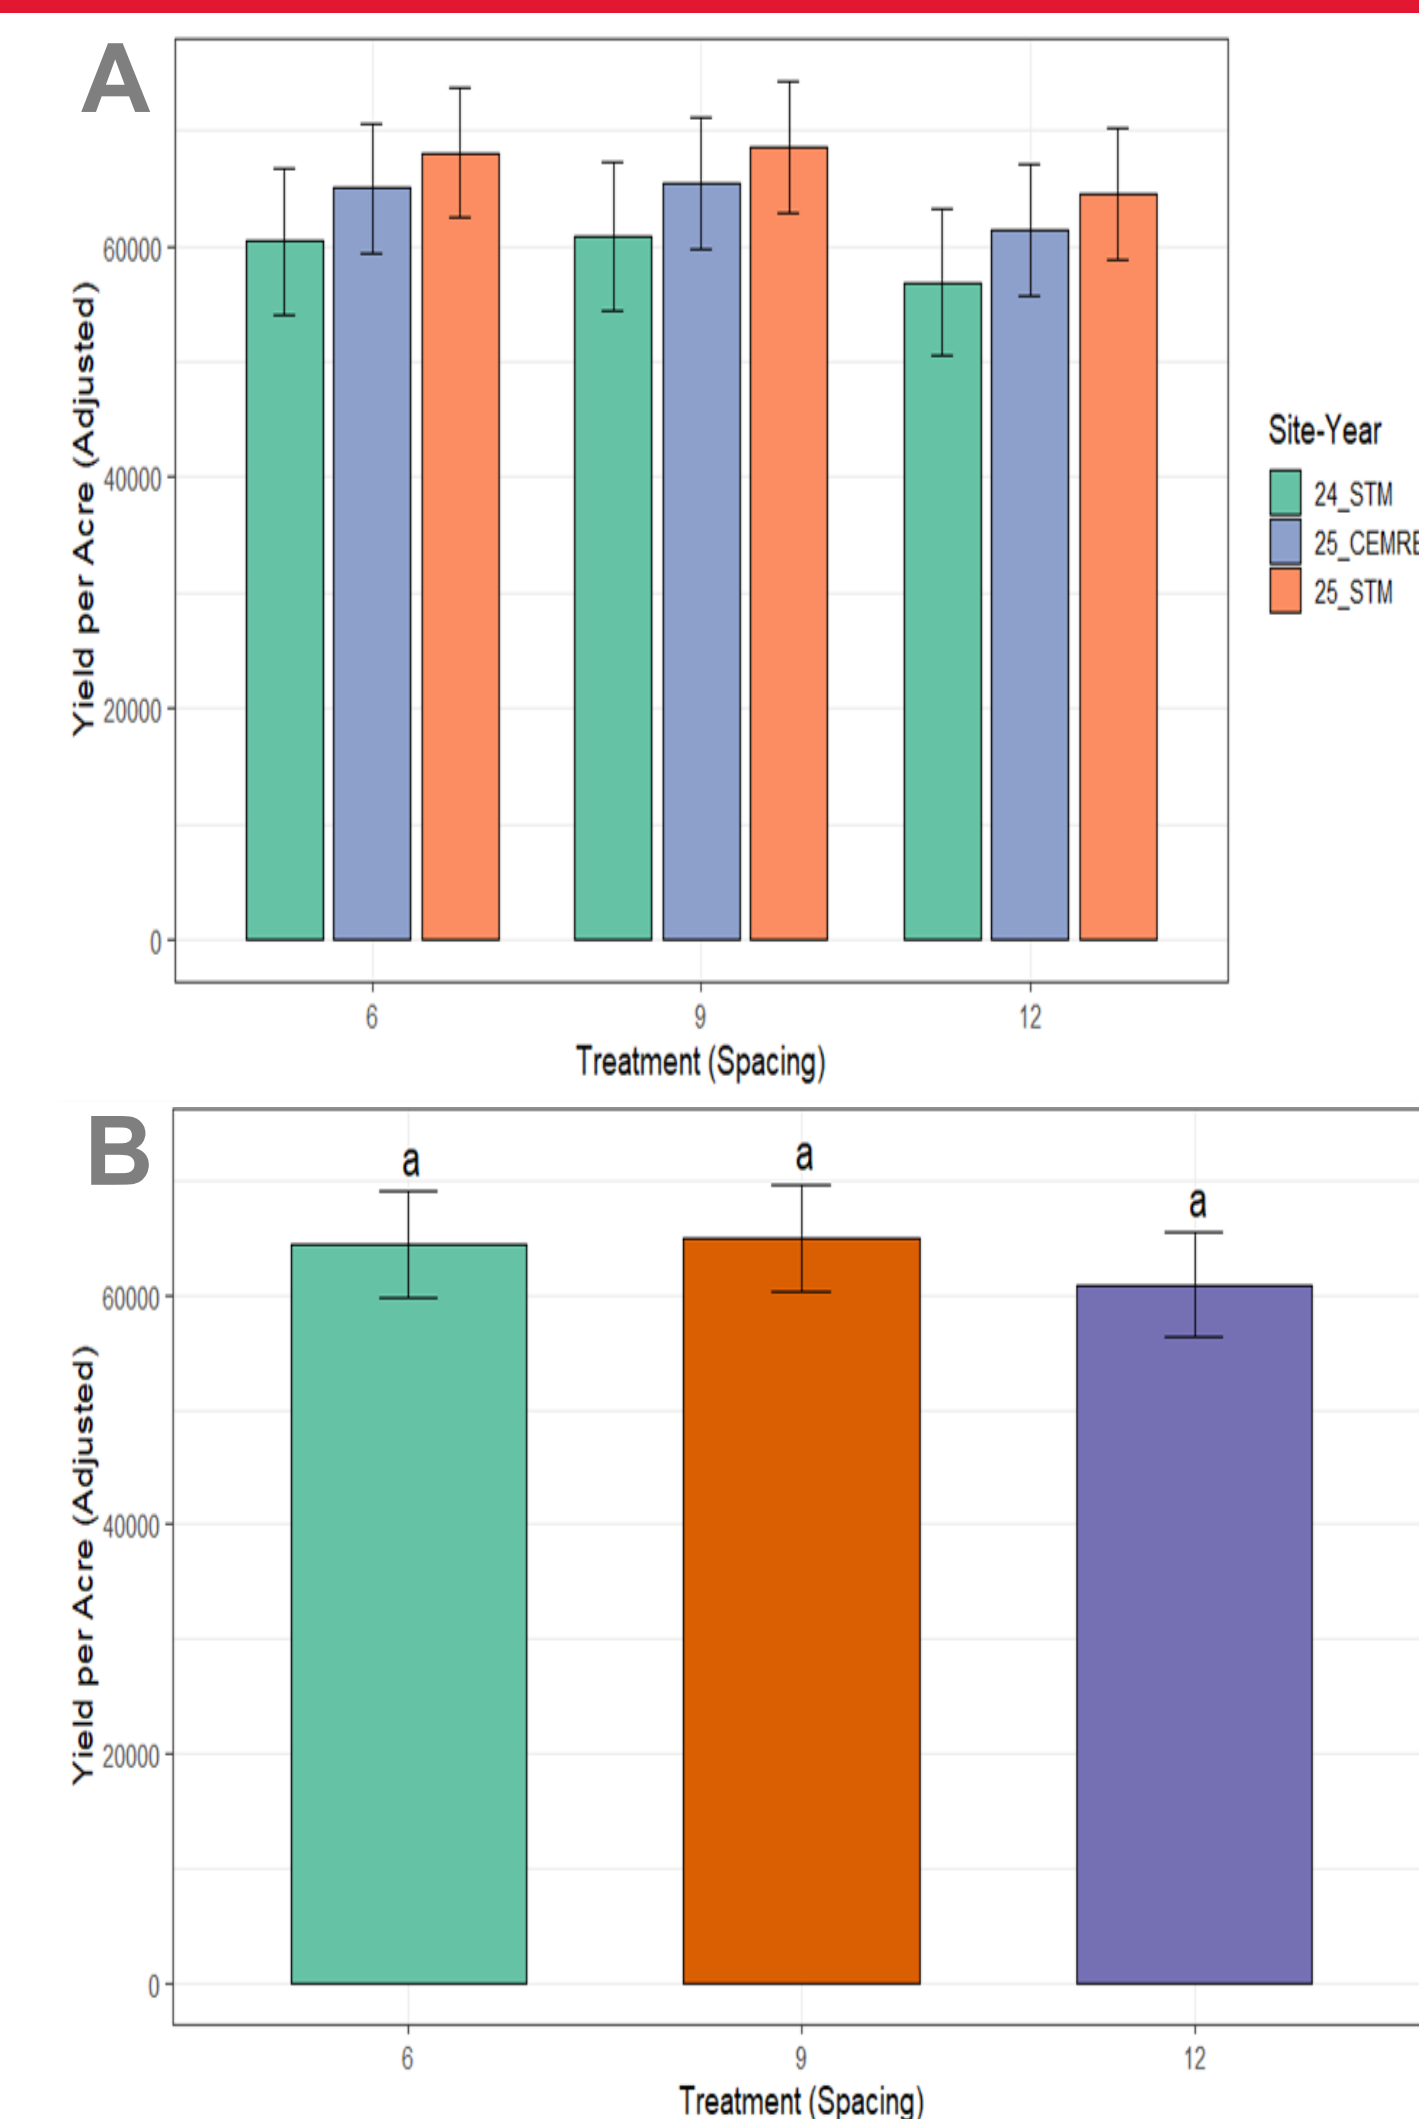 A
60000
40000
20000
0
Yield per Acre (Adjusted)
6
9
12
Treatment (Spacing)
Site-Year
24_STM
25_CEMRE
25_STM
B
a
a
a
60000
40000
20000
0
Yield per Acre (Adjusted)
6
9
12
Treatment (Spacing)